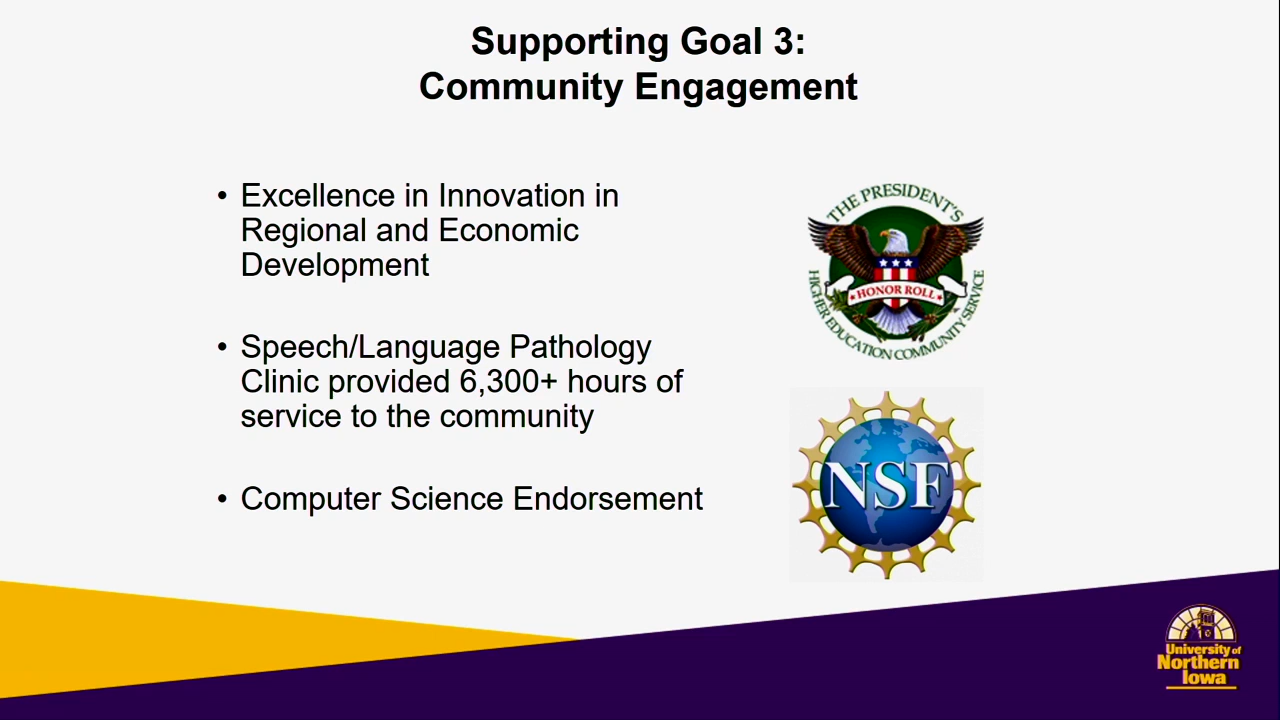 Supporting Goal 3:
Community Engagement
• Excellence in Innovation in
Regional and Economic
Development
• Speech/Language Pathology
Clinic provided 6,300+ hours of
service to the community
• Computer Science Endorsement
THE PRESIDENT'S
HONOR ROLL
HIGHER EDUCATION COMMUNITY SERVICE
NSF
University of
Northern
Iowa